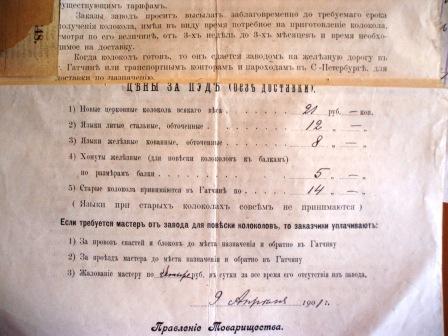 существующимъ тарифамъ.
Заказы заводъ проситъ высылать заблаговременно до требуемаго срока
полученія колокола, имѣя въ виду время потребное на приготовленіе колокола,
смотря по его величинѣ, отъ 3-хъ недѣль до 3-хъ мѣсяцевъ и время необхо-
димое на доставку.
Когда колоколъ готовъ, то онъ сдается заводомъ на желѣзную дорогу въ
Гатчинѣ или транспортнымъ конторамъ и пароходамъ въ С.-Петербургѣ, для
доставки по назначенію.
ЦѢНЫ ЗА ПУДЪ (безъ доставки).
1) Новые церковные колокола всякаго вѣса 21 руб. — коп.
2) Языки литые стальные, обточенные 12 „ — „
3) Языки желѣзные кованные, обточенные 8 „ — „
4) Хомуты желѣзные (для повѣски колоколовъ къ балкамъ)
по размѣрамъ балки 5 „ — „
5) Старые колокола принимаются въ Гатчинѣ по 14 „ — „
(Языки при старыхъ колоколахъ совсѣмъ не принимаются)
Если требуется мастеръ отъ завода для повѣски колоколовъ, то заказчики уплачиваютъ:
1) За провозъ снастей и блоковъ до мѣста назначенія и обратно въ Гатчину
2) За проѣздъ мастера до мѣста назначенія и обратно въ Гатчину
3) Жалованіе мастеру по руб. въ сутки за все время его отсутствія изъ завода.
9 Апрѣля 1901 г.
Правленіе Товарищества.